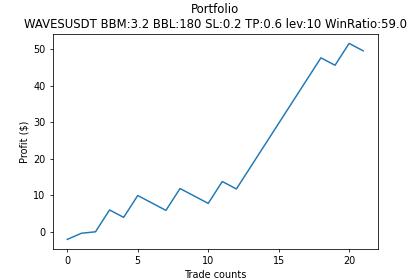 Portfolio
WAVESUSDT BBM:3.2 BBL:180 SL:0.2 TP:0.6 lev:10 WinRatio:59.0
50
40
30
20
10
0
Profit ($)
0 5 10 15 20
Trade counts